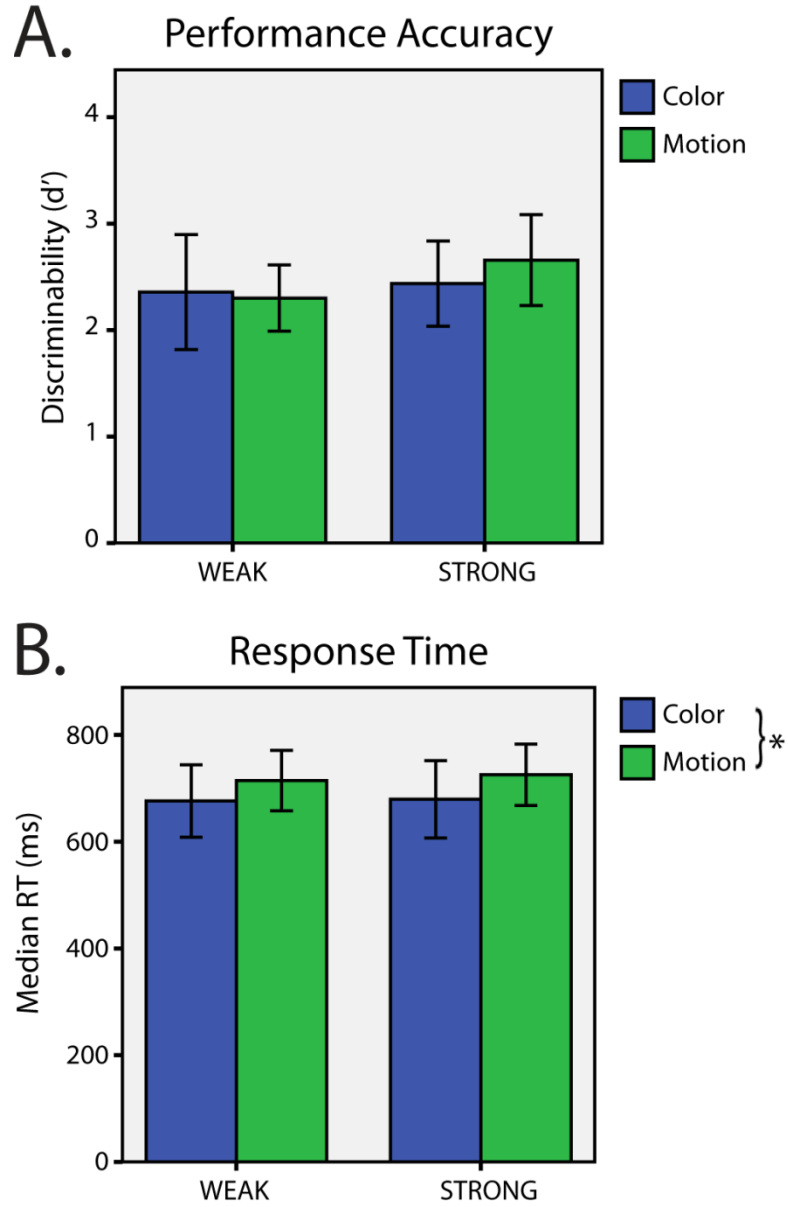 A.
Performance Accuracy
Discriminability (d')
4
3
2
1
0
WEAK
STRONG
Color
Motion
B.
Response Time
Median RT (ms)
800
600
400
200
0
WEAK
STRONG
Color
Motion
}*